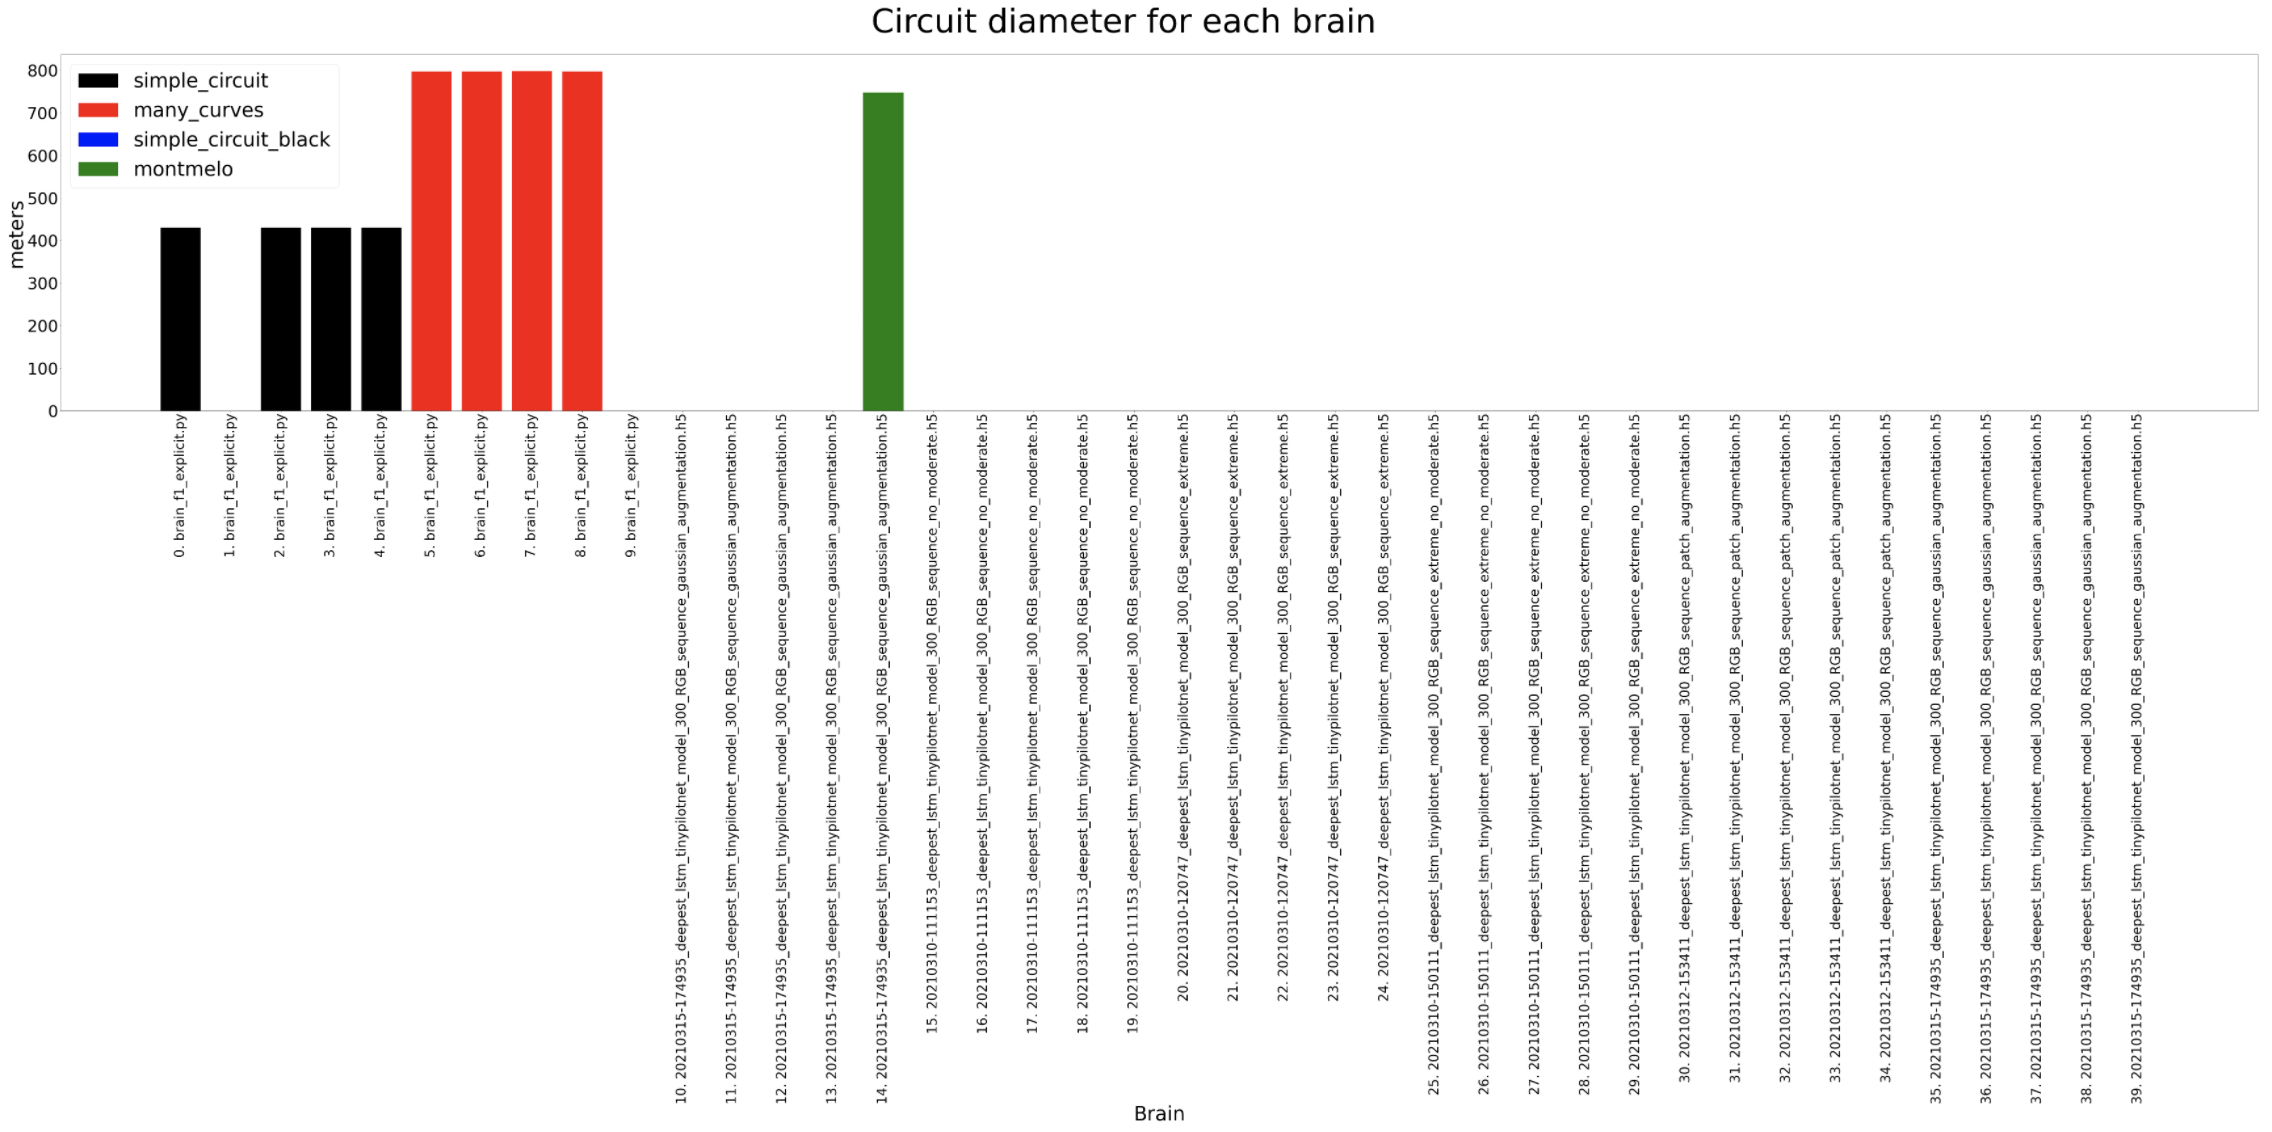 Circuit diameter for each brain
simple_circuit
many_curves
simple_circuit_black
montmelo
800
700
600
500
400
300
200
100
0
meters
0. brain_f1_explicit.py
1. brain_f1_explicit.py
2. brain_f1_explicit.py
3. brain_f1_explicit.py
4. brain_f1_explicit.py
5. brain_f1_explicit.py
6. brain_f1_explicit.py
7. brain_f1_explicit.py
8. brain_f1_explicit.py
9. brain_f1_explicit.py
10. 20210315-174935_deepest_lstm_tinypilotnet_model_300_RGB_sequence_gaussian_augmentation.h5
11. 20210315-174935_deepest_lstm_tinypilotnet_model_300_RGB_sequence_gaussian_augmentation.h5
12. 20210315-174935_deepest_lstm_tinypilotnet_model_300_RGB_sequence_gaussian_augmentation.h5
13. 20210315-174935_deepest_lstm_tinypilotnet_model_300_RGB_sequence_gaussian_augmentation.h5
14. 20210315-174935_deepest_lstm_tinypilotnet_model_300_RGB_sequence_gaussian_augmentation.h5
15. 20210310-111153_deepest_lstm_tinypilotnet_model_300_RGB_sequence_no_moderate.h5
16. 20210310-111153_deepest_lstm_tinypilotnet_model_300_RGB_sequence_no_moderate.h5
17. 20210310-111153_deepest_lstm_tinypilotnet_model_300_RGB_sequence_no_moderate.h5
18. 20210310-111153_deepest_lstm_tinypilotnet_model_300_RGB_sequence_no_moderate.h5
19. 20210310-111153_deepest_lstm_tinypilotnet_model_300_RGB_sequence_no_moderate.h5
20. 20210310-120747_deepest_lstm_tinypilotnet_model_300_RGB_sequence_extreme.h5
21. 20210310-120747_deepest_lstm_tinypilotnet_model_300_RGB_sequence_extreme.h5
22. 20210310-120747_deepest_lstm_tinypilotnet_model_300_RGB_sequence_extreme.h5
23. 20210310-120747_deepest_lstm_tinypilotnet_model_300_RGB_sequence_extreme.h5
24. 20210310-120747_deepest_lstm_tinypilotnet_model_300_RGB_sequence_extreme.h5
25. 20210310-150111_deepest_lstm_tinypilotnet_model_300_RGB_sequence_extreme_no_moderate.h5
26. 20210310-150111_deepest_lstm_tinypilotnet_model_300_RGB_sequence_extreme_no_moderate.h5
27. 20210310-150111_deepest_lstm_tinypilotnet_model_300_RGB_sequence_extreme_no_moderate.h5
28. 20210310-150111_deepest_lstm_tinypilotnet_model_300_RGB_sequence_extreme_no_moderate.h5
29. 20210310-150111_deepest_lstm_tinypilotnet_model_300_RGB_sequence_extreme_no_moderate.h5
30. 20210312-153411_deepest_lstm_tinypilotnet_model_300_RGB_sequence_patch_augmentation.h5
31. 20210312-153411_deepest_lstm_tinypilotnet_model_300_RGB_sequence_patch_augmentation.h5
32. 20210312-153411_deepest_lstm_tinypilotnet_model_300_RGB_sequence_patch_augmentation.h5
33. 20210312-153411_deepest_lstm_tinypilotnet_model_300_RGB_sequence_patch_augmentation.h5
34. 20210312-153411_deepest_lstm_tinypilotnet_model_300_RGB_sequence_patch_augmentation.h5
35. 20210315-174935_deepest_lstm_tinypilotnet_model_300_RGB_sequence_gaussian_augmentation.h5
36. 20210315-174935_deepest_lstm_tinypilotnet_model_300_RGB_sequence_gaussian_augmentation.h5
37. 20210315-174935_deepest_lstm_tinypilotnet_model_300_RGB_sequence_gaussian_augmentation.h5
38. 20210315-174935_deepest_lstm_tinypilotnet_model_300_RGB_sequence_gaussian_augmentation.h5
39. 20210315-174935_deepest_lstm_tinypilotnet_model_300_RGB_sequence_gaussian_augmentation.h5
Brain